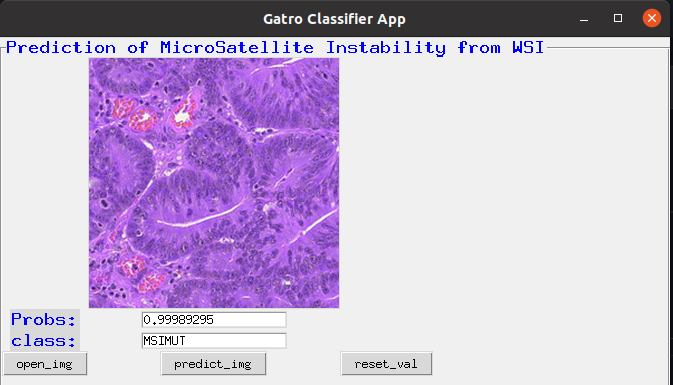 Gatro Classifier App
Prediction of MicroSatellite Instability from WSI
Probs: 0.99989295
class: MSIMUT
open_img predict_img reset_val